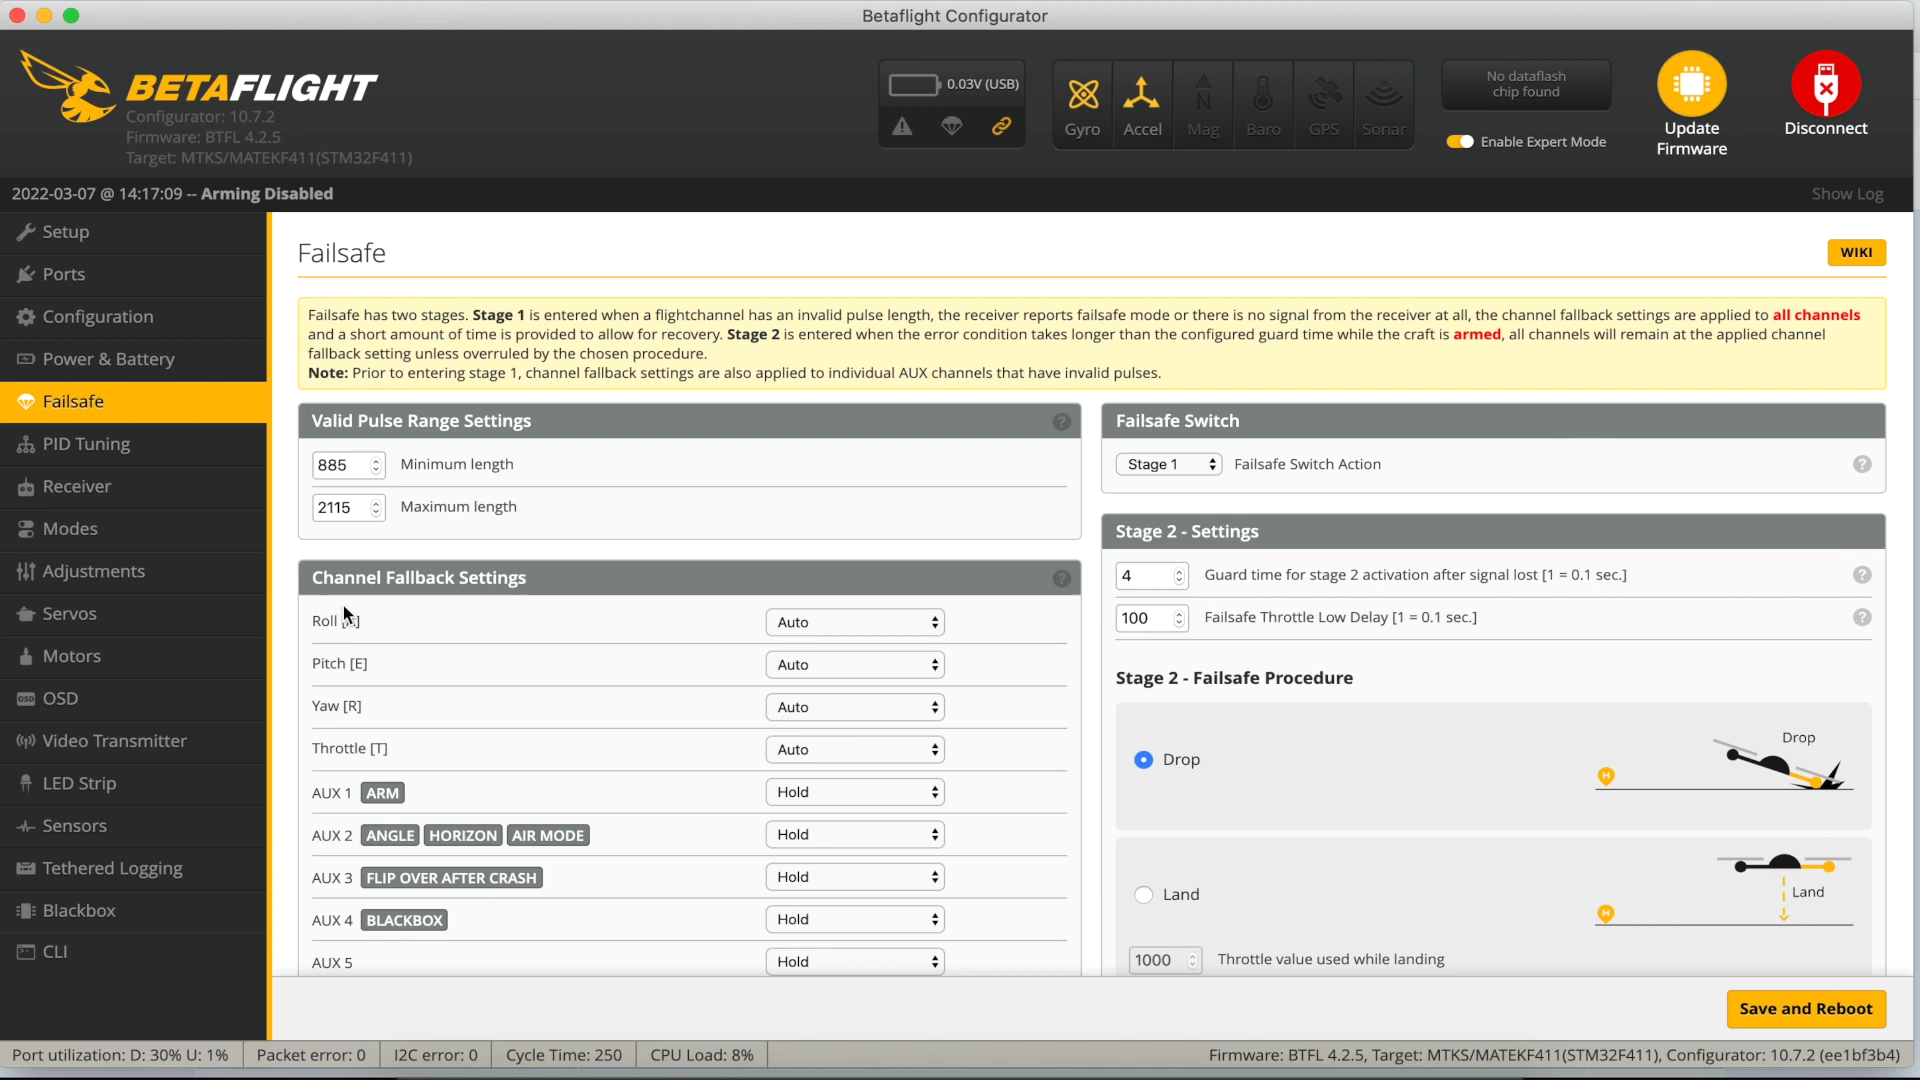 Betaflight Configurator
BETAFLIGHT
Configurator: 10.7.2
Firmware: BTFL 4.2.5
Target: MTKS/MATEKF411(STM32F411)
0.03V (USB)
Gyro
Accel
N
Mag
Baro
GPS
Sonar
No dataflash
chip found
Enable Expert Mode
Update
Firmware
Disconnect
2022-03-07 @ 14:17:09 -- Arming Disabled
Show Log
Setup
Ports
Configuration
Power & Battery
Failsafe
PID Tuning
Receiver
Modes
Adjustments
Servos
Motors
OSD OSD
Video Transmitter
LED Strip
Sensors
Tethered Logging
Blackbox
CLI
Failsafe
WIKI
Failsafe has two stages. Stage 1 is entered when a flightchannel has an invalid pulse length, the receiver reports failsafe mode or there is no signal from the receiver at all, the channel fallback settings are applied to all channels
and a short amount of time is provided to allow for recovery. Stage 2 is entered when the error condition takes longer than the configured guard time while the craft is armed, all channels will remain at the applied channel
fallback setting unless overruled by the chosen procedure.
Note: Prior to entering stage 1, channel fallback settings are also applied to individual AUX channels that have invalid pulses.
Valid Pulse Range Settings ?
885 Minimum length
2115 Maximum length
Channel Fallback Settings ?
Roll Auto
Pitch [E] Auto
Yaw [R] Auto
Throttle [T] Auto
AUX 1 ARM Hold
AUX 2 ANGLE HORIZON AIR MODE Hold
AUX 3 FLIP OVER AFTER CRASH Hold
AUX 4 BLACKBOX Hold
AUX 5 Hold
Failsafe Switch
Stage 1 Failsafe Switch Action ?
Stage 2 - Settings
4 Guard time for stage 2 activation after signal lost [1 = 0.1 sec.] ?
100 Failsafe Throttle Low Delay [1 = 0.1 sec.] ?
Stage 2 - Failsafe Procedure
Drop
Drop
H
Land
Land
H
1000 Throttle value used while landing
Save and Reboot
Port utilization: D: 30% U: 1% Packet error: 0 I2C error: 0 Cycle Time: 250 CPU Load: 8% Firmware: BTFL 4.2.5, Target: MTKS/MATEKF411(STM32F411), Configurator: 10.7.2 (ee1bf3b4)